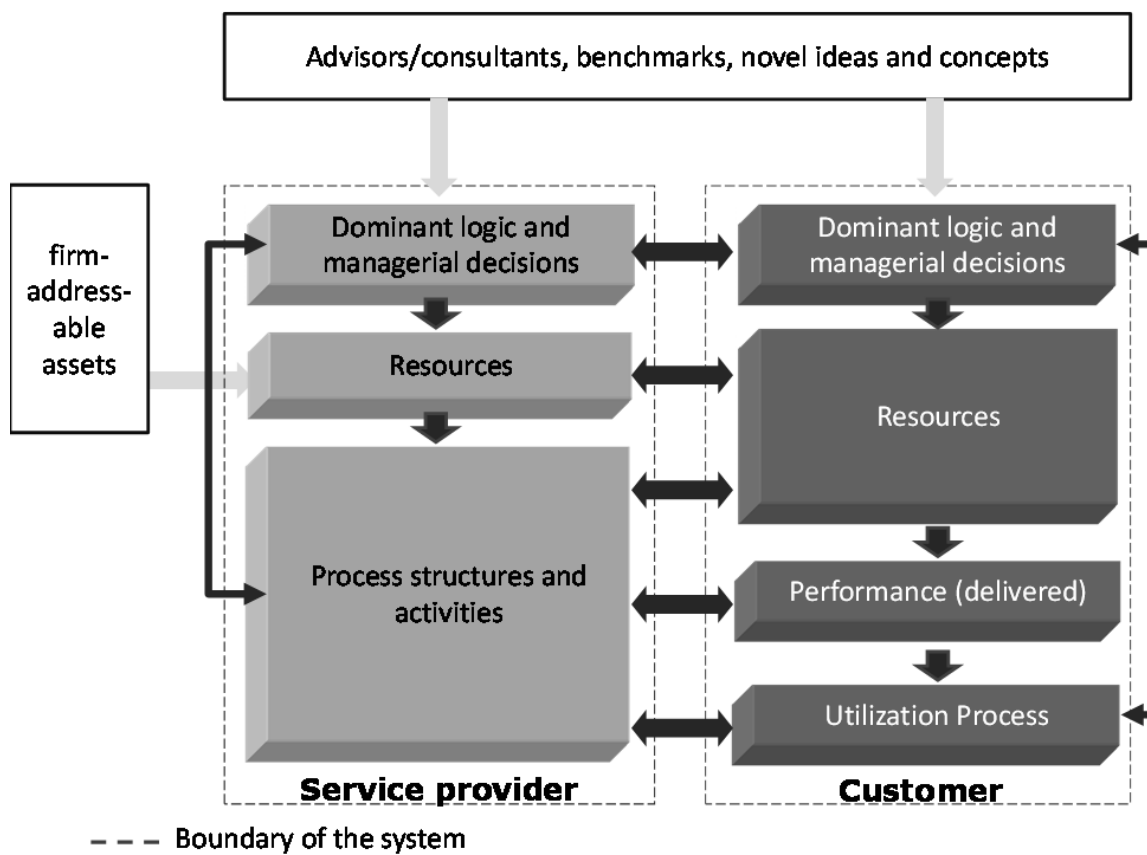 Advisors/consultants, benchmarks, novel ideas and concepts
firm-
address-
able
assets
Dominant logic and
managerial decisions
Resources
Process structures and
activities
Service provider
Dominant logic and
managerial decisions
Resources
Performance (delivered)
Utilization Process
Customer
Boundary of the system